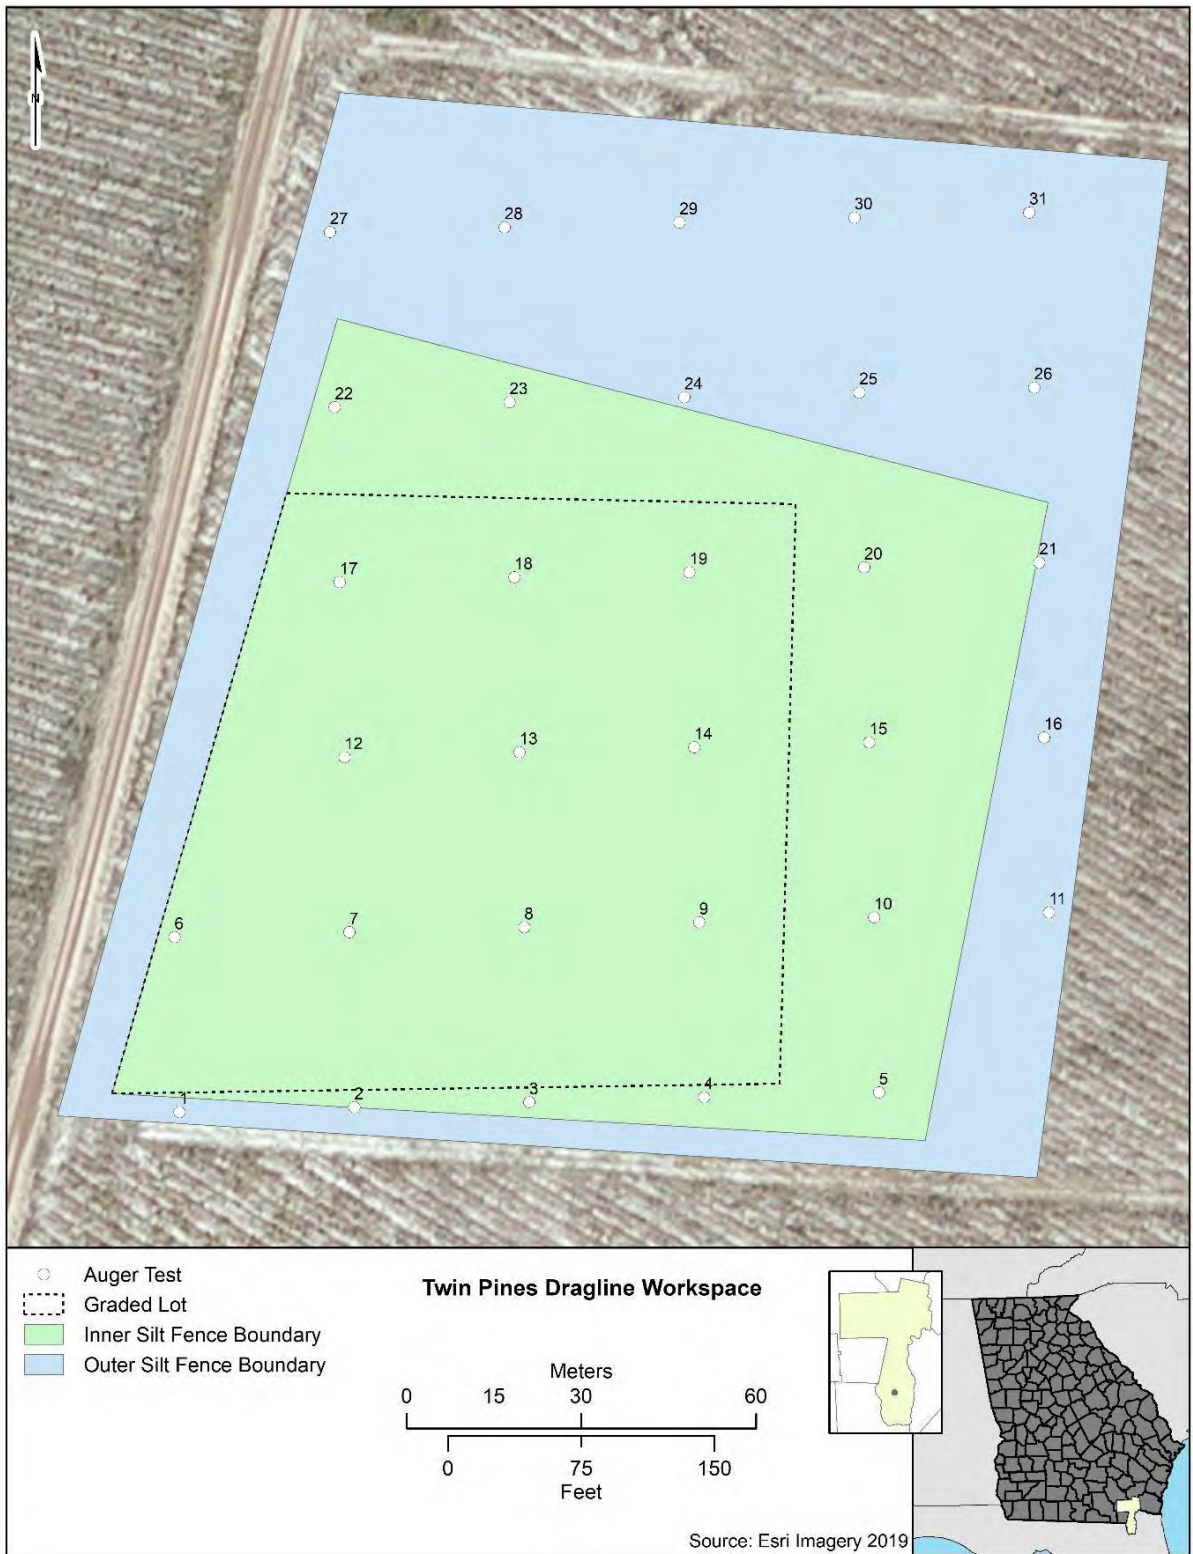 N
27
28
29
30
31
22
23
24
25
26
17
18
19
20
21
12
13
14
15
16
6
7
8
9
10
11
1
2
3
4
5
Auger Test
Graded Lot
Inner Silt Fence Boundary
Outer Silt Fence Boundary
Twin Pines Dragline Workspace
Meters
0 15 30 60
0 75 150
Feet
Source: Esri Imagery 2019